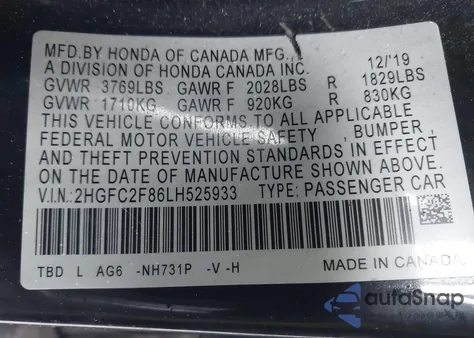 MFD.BY HONDA OF CANADA MFG., 12/'19
A DIVISION OF HONDA CANADA INC.
GVWR 3769LBS GAWR F 2028LBS R 1829LBS
GVWR 1710KG GAWR F 920KG R 830KG
THIS VEHICLE CONFORMS TO ALL APPLICABLE
FEDERAL MOTOR VEHICLE SAFETY, BUMPER,
AND THEFT PREVENTION STANDARDS IN EFFECT
ON THE DATE OF MANUFACTURE SHOWN ABOVE.
V.I.N.: 2HGFC2F86LH525933 TYPE: PASSENGER CAR
TBD L AG6 -NH731P -V -H MADE IN CANADA
autoSnap